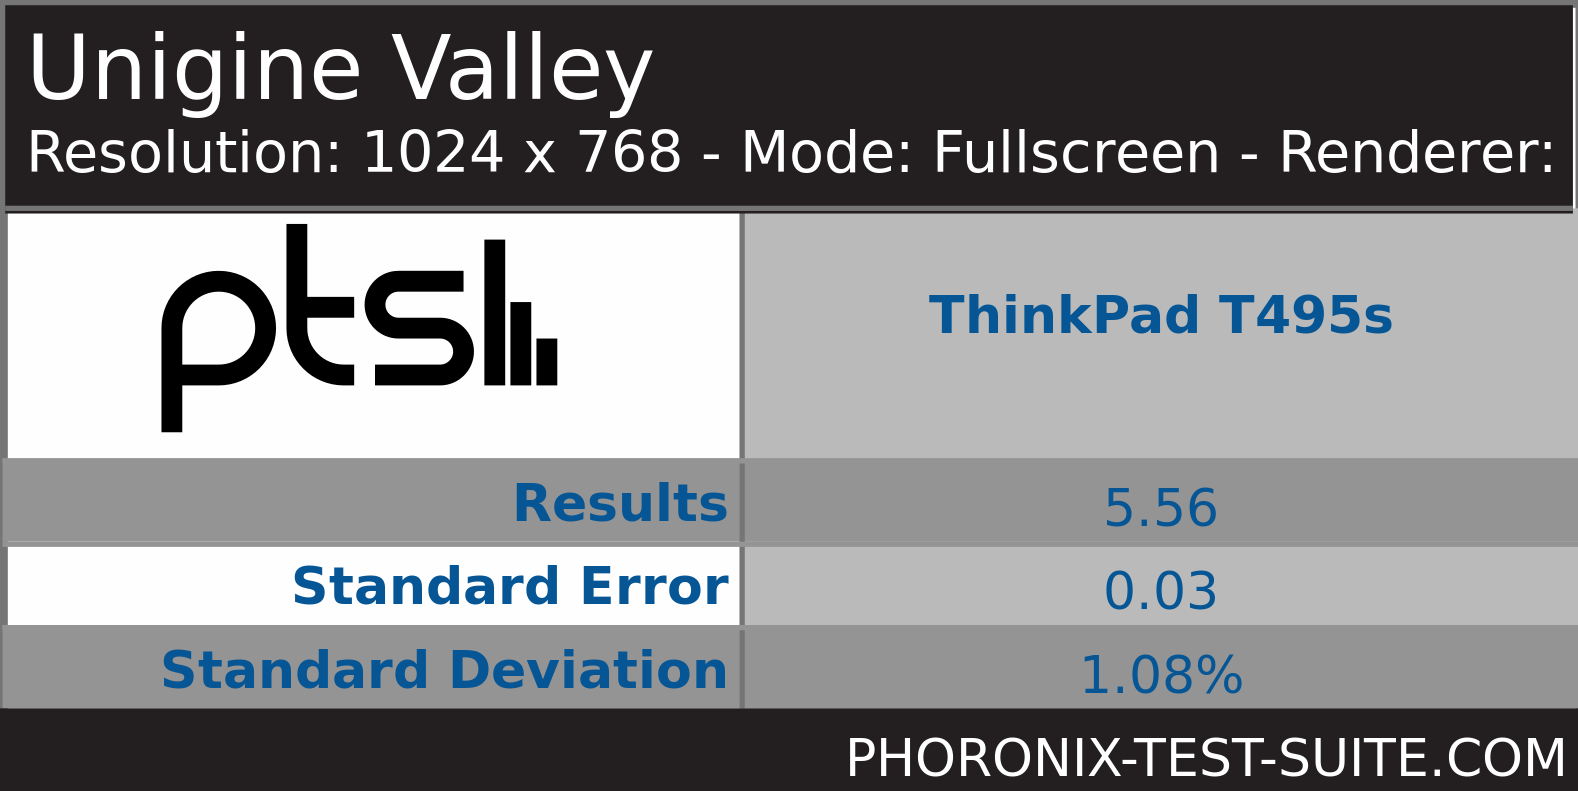 Unigine Valley
Resolution: 1024 x 768 - Mode: Fullscreen - Renderer:
pts
ThinkPad T495s
Results 5.56
Standard Error 0.03
Standard Deviation 1.08%
PHORONIX-TEST-SUITE.COM